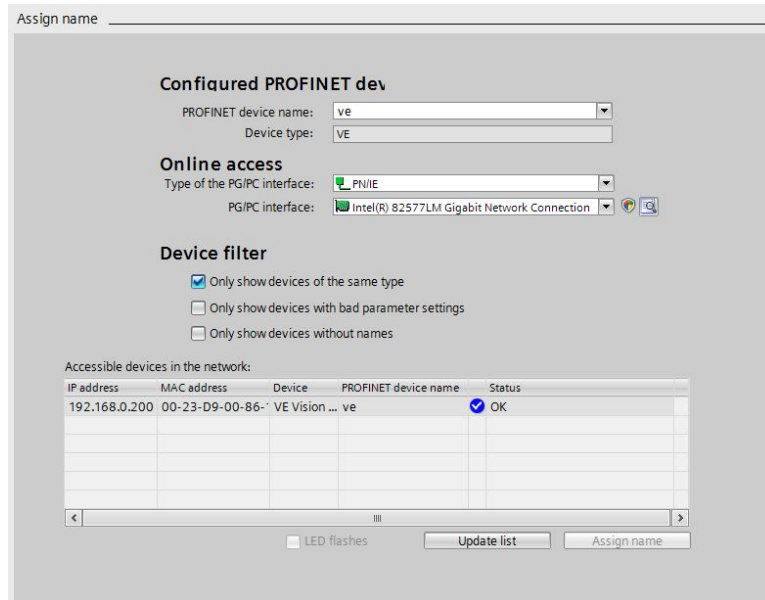 Assign name
Configured PROFINET dev
PROFINET device name: ve
Device type: VE
Online access
Type of the PG/PC interface: PN/IE
PG/PC interface: Intel(R) 82577LM Gigabit Network Connection
Device filter
Only show devices of the same type
Only show devices with bad parameter settings
Only show devices without names
Accessible devices in the network:
IP address MAC address Device PROFINET device name Status
192.168.0.200 00-23-D9-00-86- VE Vision ... ve OK
LED flashes Update list Assign name